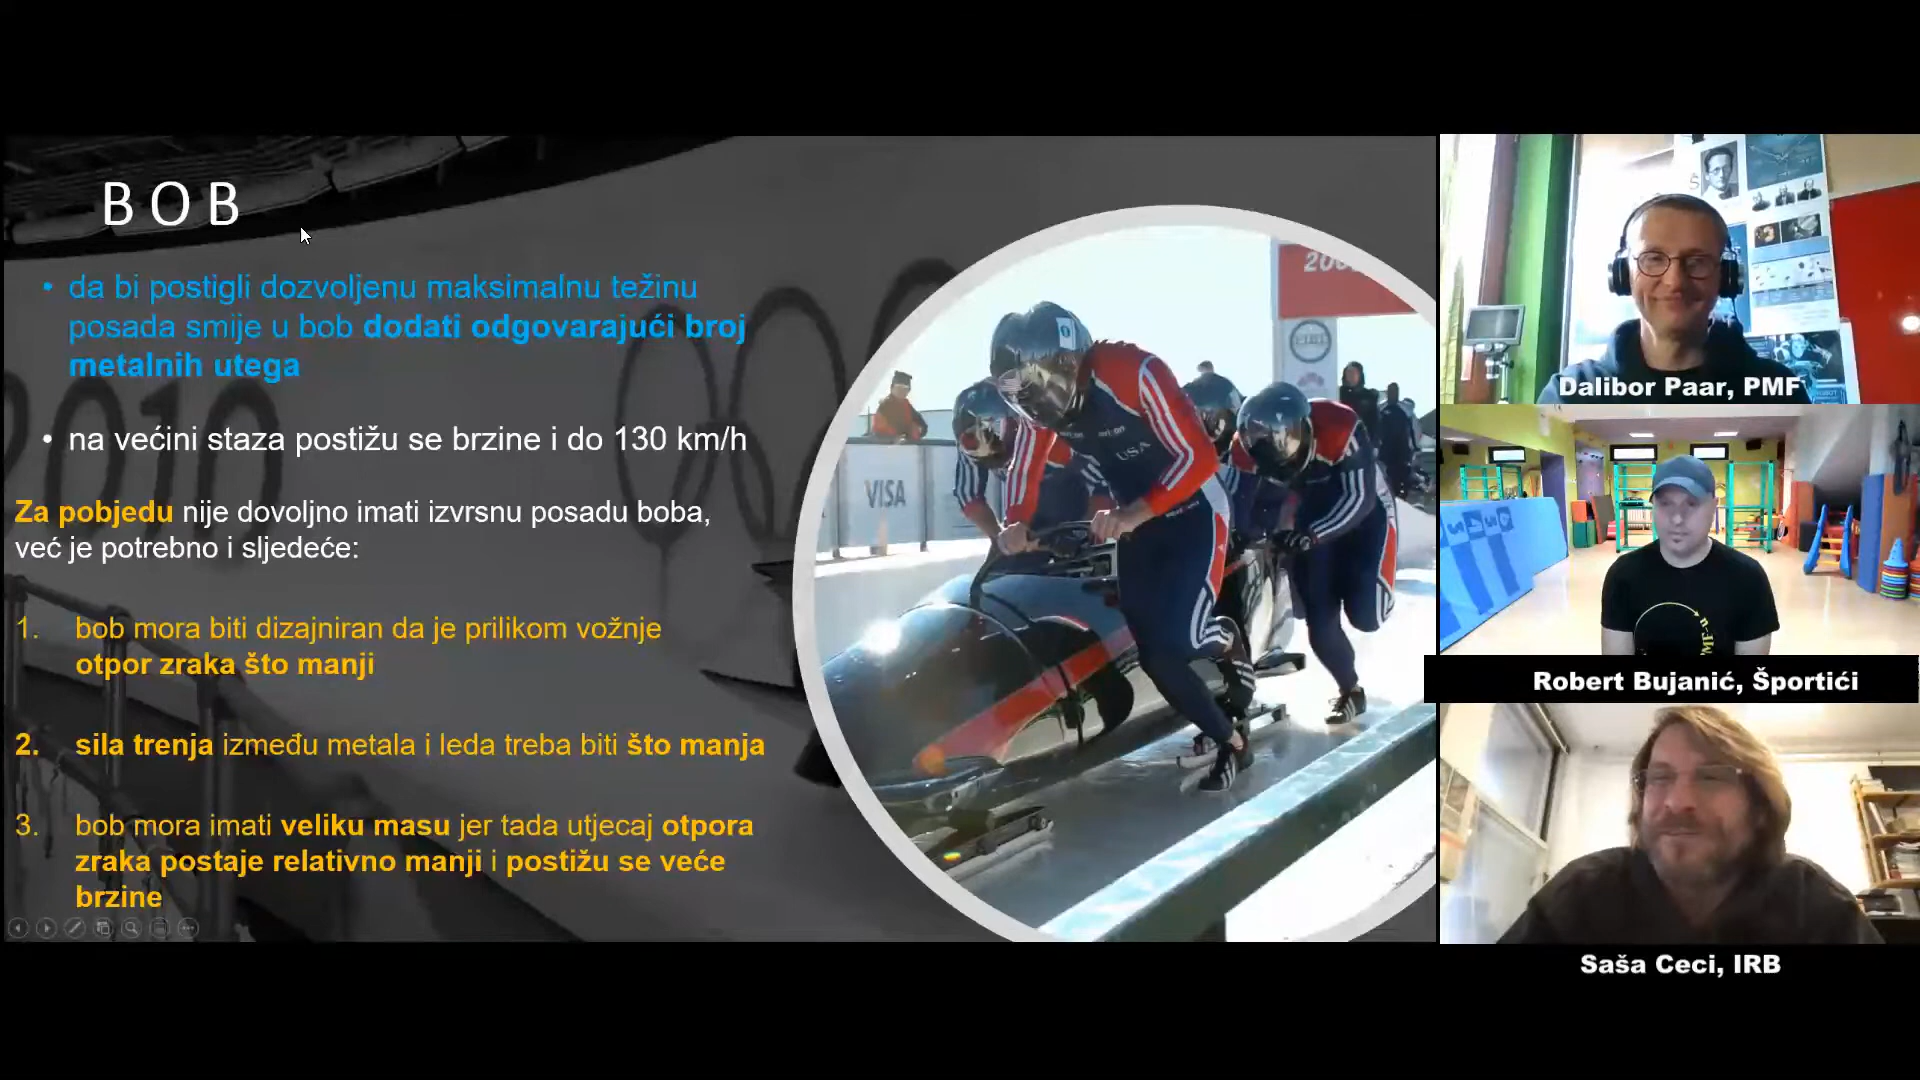 BOB
• da bi postigli dozvoljenu maksimalnu težinu
posada smije u bob dodati odgovarajući broj
metalnih utega
• na većini staza postižu se brzine i do 130 km/h
Za pobjedu nije dovoljno imati izvrsnu posadu boba,
već je potrebno i sljedeće:
1. bob mora biti dizajniran da je prilikom vožnje
otpor zraka što manji
2. sila trenja između metala i leda treba biti što manja
3. bob mora imati veliku masu jer tada utjecaj otpora
zraka postaje relativno manji i postižu se veće
brzine
2010
VISA
USA
Dalibor Paar, PMF
Robert Bujanić, Športići
Saša Ceci, IRB